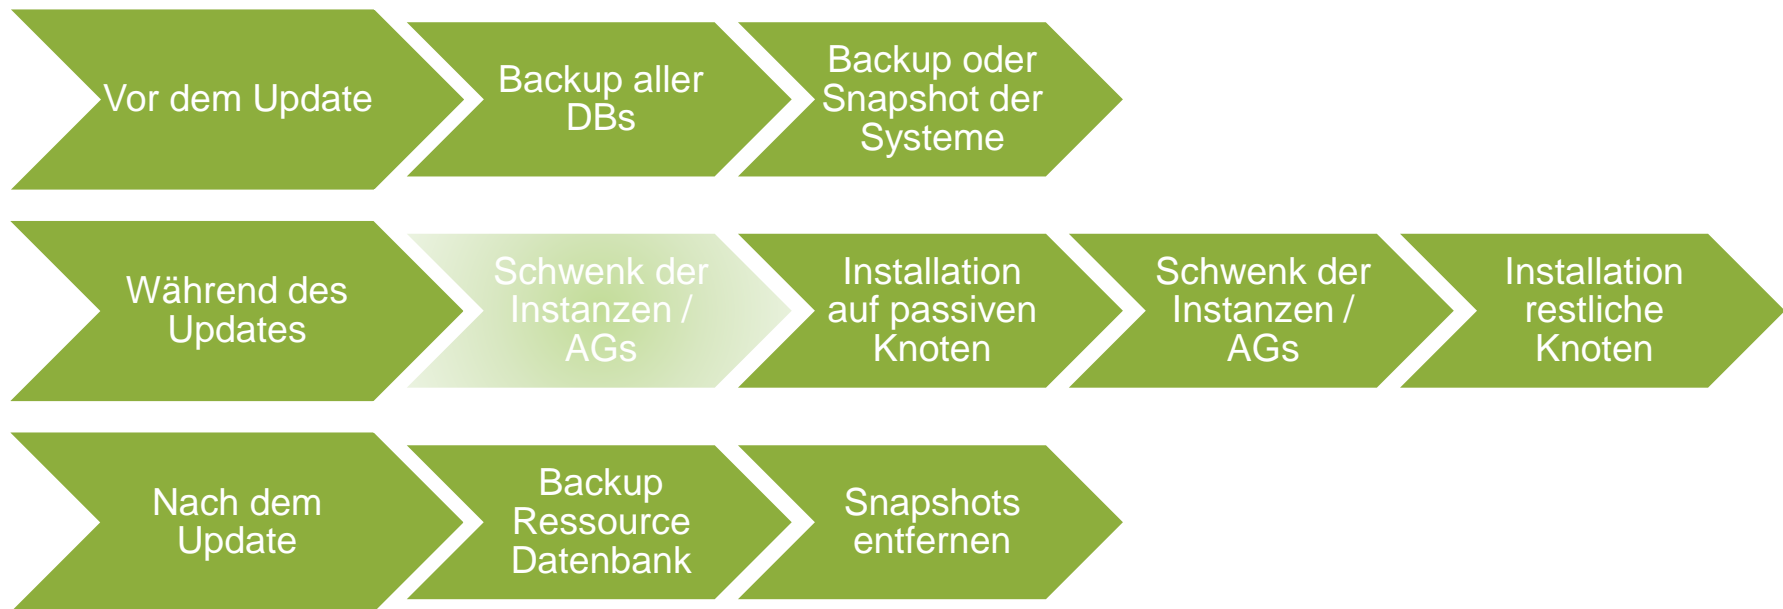 Vor dem Update
Backup aller
DBs
Backup oder
Snapshot der
Systeme
Während des
Updates
Schwenk der
Instanzen /
AGs
Installation
auf passiven
Knoten
Schwenk der
Instanzen /
AGs
Installation
restliche
Knoten
Nach dem
Update
Backup
Ressource
Datenbank
Snapshots
entfernen